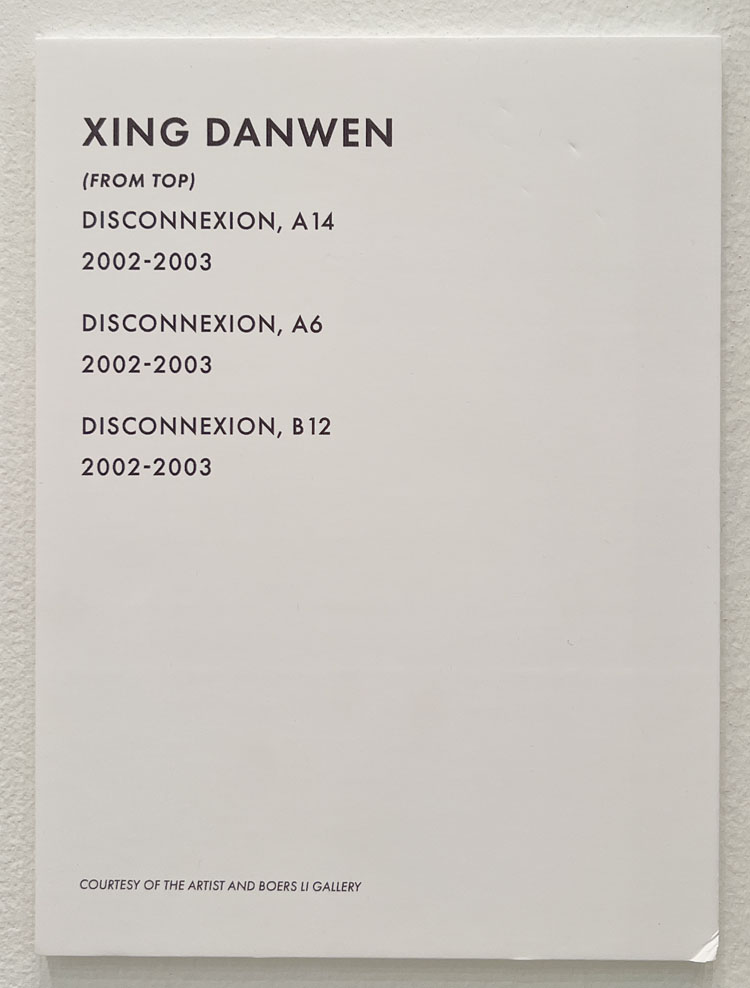 XING DANWEN
(FROM TOP)
DISCONNEXION, A14
2002-2003
DISCONNEXION, A6
2002-2003
DISCONNEXION, B12
2002-2003
COURTESY OF THE ARTIST AND BOERS LI GALLERY